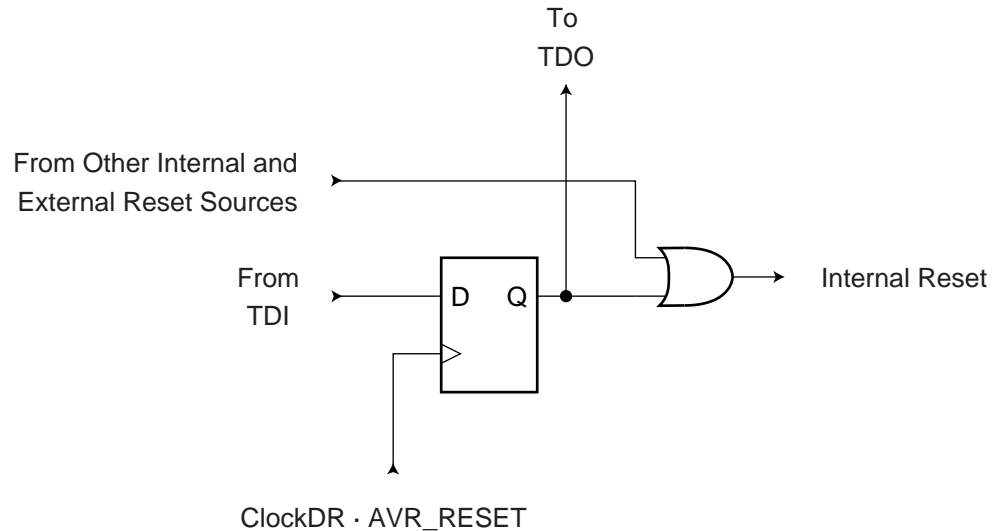 To
TDO
From Other Internal and
External Reset Sources
From
TDI
D Q
Internal Reset
ClockDR · AVR_RESET